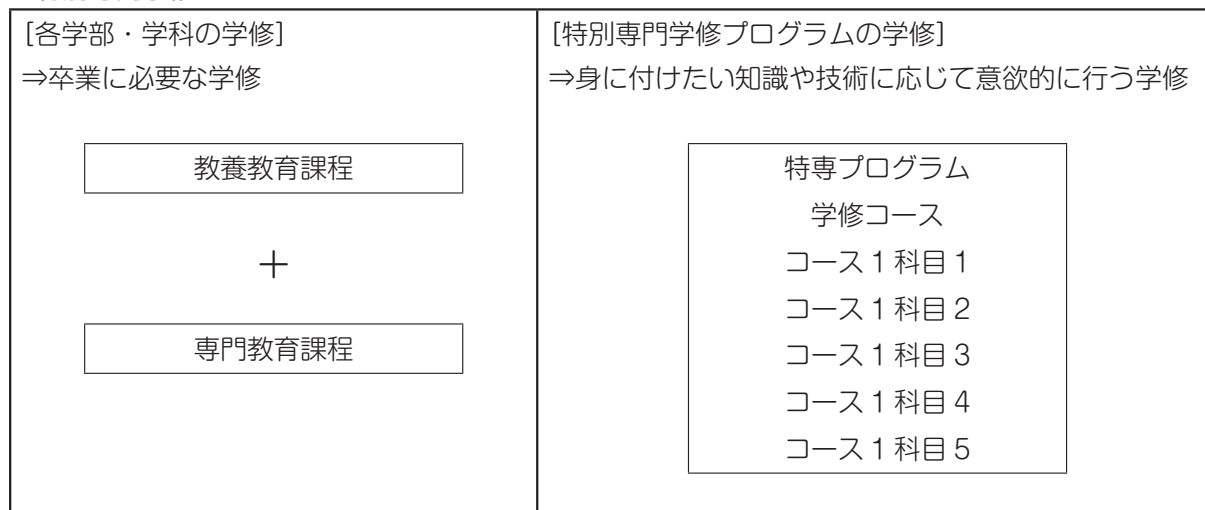 [各学部・学科の学修]
⇒卒業に必要な学修
教養教育課程
＋
専門教育課程
[特別専門学修プログラムの学修]
⇒身に付けたい知識や技術に応じて意欲的に行う学修
特専プログラム
学修コース
コース１科目１
コース１科目２
コース１科目３
コース１科目４
コース１科目５